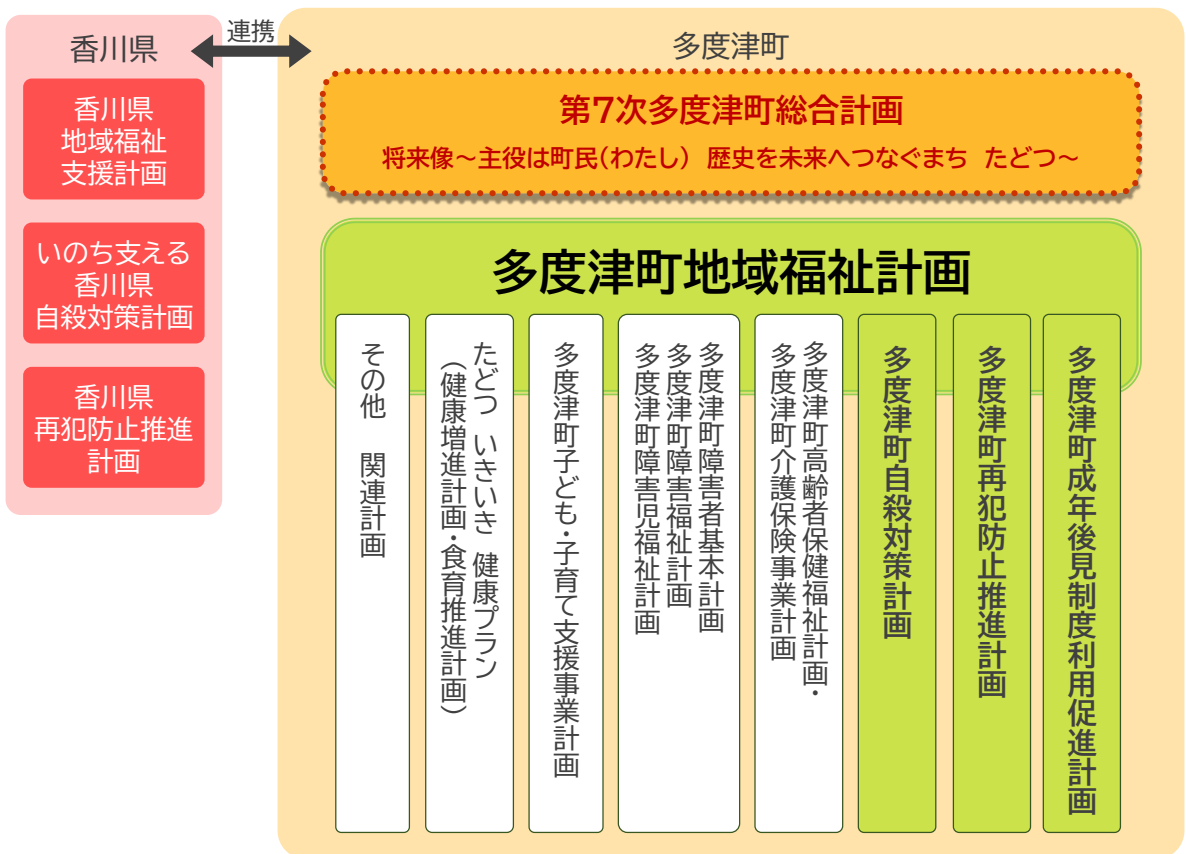 香川県
連携
香川県
地域福祉
支援計画
いのち支える
香川県
自殺対策計画
香川県
再犯防止推進
計画
多度津町
第7次多度津町総合計画
将来像～主役は町民(わたし) 歴史を未来へつなぐまち たどつ～
多度津町地域福祉計画
多度津町成年後見制度利用促進計画
多度津町再犯防止推進計画
多度津町自殺対策計画
多度津町高齢者保健福祉計画・
多度津町介護保険事業計画
多度津町障害者基本計画
多度津町障害福祉計画
多度津町障害児福祉計画
多度津町子ども・子育て支援事業計画
たどつ いきいき 健康プラン
(健康増進計画・食育推進計画)
その他 関連計画